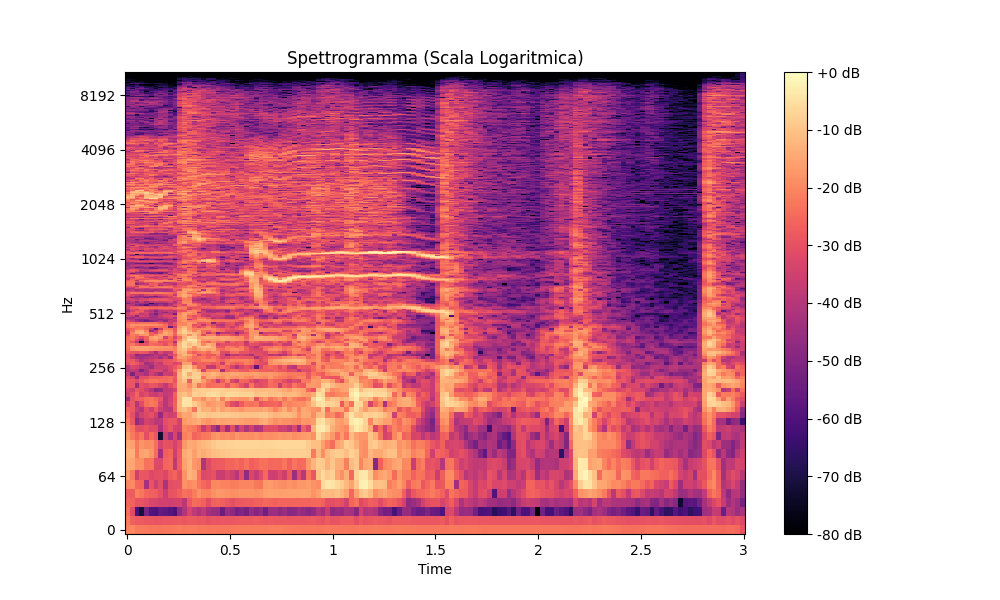 Spettrogramma (Scala Logaritmica)
Hz
8192
4096
2048
1024
512
256
128
64
0
0
0.5
1
1.5
2
2.5
3
Time
+0 dB
-10 dB
-20 dB
-30 dB
-40 dB
-50 dB
-60 dB
-70 dB
-80 dB